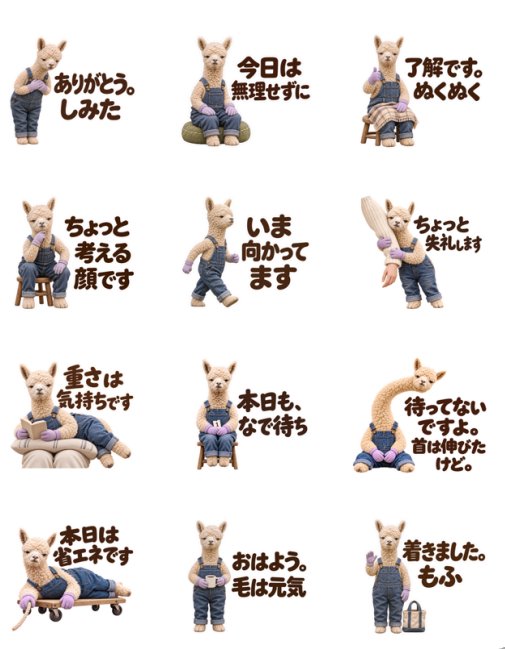 ありがとう。
しみた
今日は
無理せずに
了解です。
ぬくぬく
ちょっと
考える
顔です
いま
向かって
ます
ちょっと
失礼します
重さは
気持ちです
本日も、
なで待ち
待ってない
ですよ。
首は伸びた
けど。
本日は
省エネです
おはよう。
毛は元気
着きました。
もふ